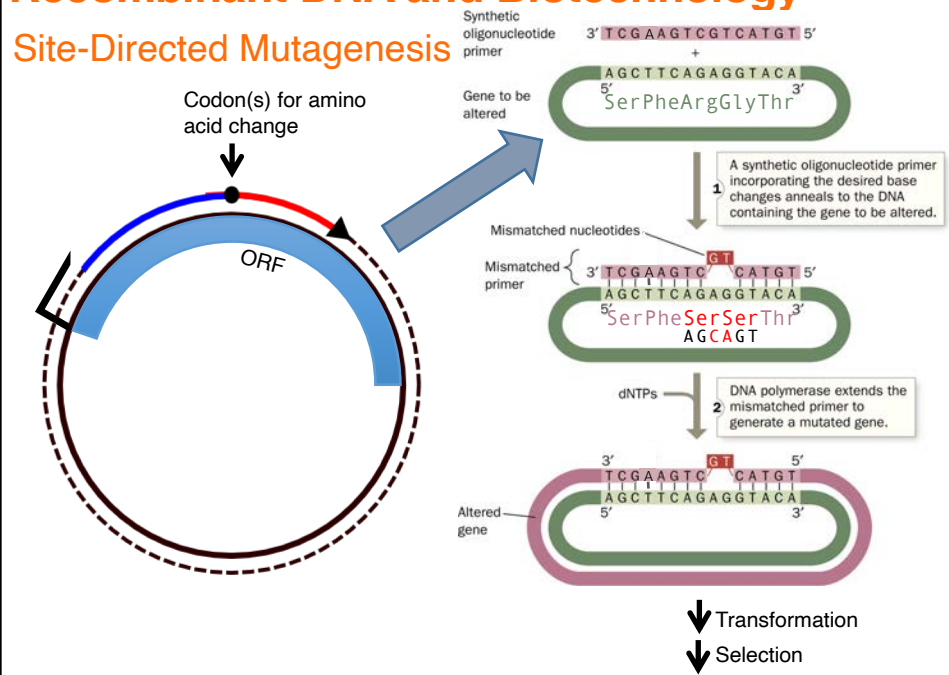 Recombinant DNA and Biotechnology
Site-Directed Mutagenesis
Codon(s) for amino
acid change
ORF
Synthetic
oligonucleotide
primer
3′ TCGAAGTCGTCATGT 5′
+
Gene to be
altered
AGCTTCAGAGGTACA
5′ 3′
SerPheArgGlyThr
1 A synthetic oligonucleotide primer
incorporating the desired base
changes anneals to the DNA
containing the gene to be altered.
Mismatched nucleotides
Mismatched
primer
GT
3′ TCGAAGTC CATGT 5′
AGCTTCAGAGGTACA
5′ 3′
SerPheSerSerThr
AGCAGT
dNTPs
2 DNA polymerase extends the
mismatched primer to
generate a mutated gene.
3′ GT 5′
TCGAAGTC CATGT
AGCTTCAGAGGTACA
5′ 3′
Altered
gene
Transformation
Selection